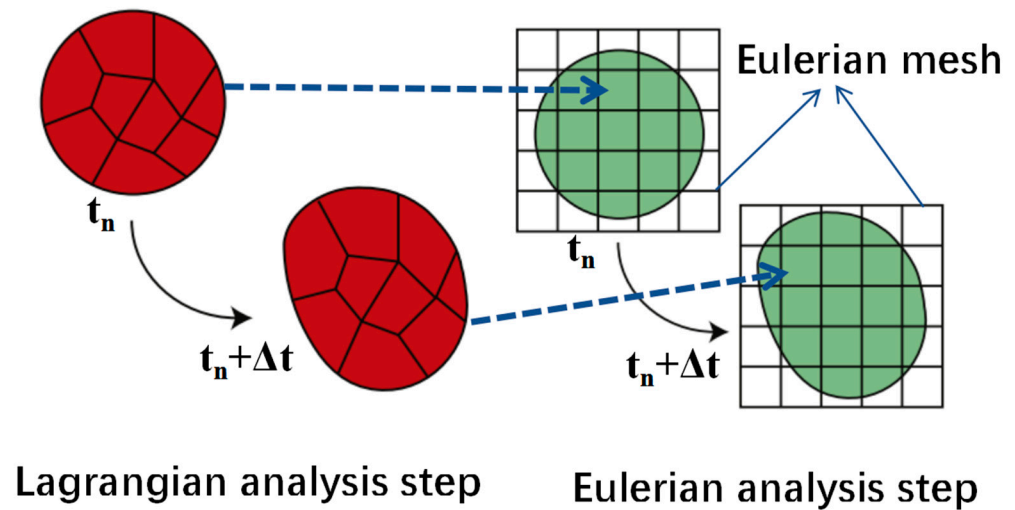 Eulerian mesh
tn
tn
tn+Δt
tn+Δt
Lagrangian analysis step
Eulerian analysis step